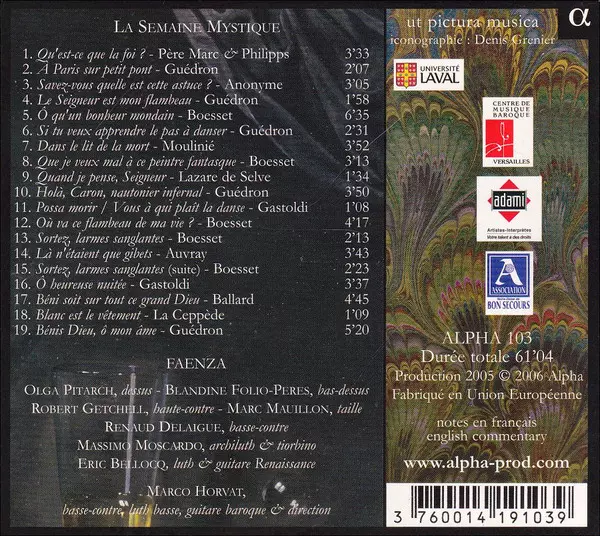 LA SEMAINE MYSTIQUE
1. Qu'est-ce que la foi ? - Père Marc & Philipps 3'33
2. À Paris sur petit pont - Guédron 2'07
3. Savez-vous quelle est cette astuce ? - Anonyme 3'05
4. Le Seigneur est mon flambeau - Guédron 1'58
5. Ô qu'un bonheur mondain - Boesset 6'35
6. Si tu veux apprendre le pas à danser - Guédron 2'31
7. Dans le lit de la mort - Moulinié 3'52
8. Que je veux mal à ce peintre fantasque - Boesset 3'13
9. Quand je pense, Seigneur - Lazare de Selve 1'34
10. Holà, Caron, nautonier infernal - Guédron 3'50
11. Possa morir / Vous à qui plaît la danse - Gastoldi 1'08
12. Où va ce flambeau de ma vie ? - Boesset 4'17
13. Sortez, larmes sanglantes - Boesset 2'13
14. Là n'étaient que gibets - Auvray 3'43
15. Sortez, larmes sanglantes (suite) - Boesset 2'23
16. Ô heureuse nuitée - Gastoldi 3'37
17. Béni soit sur tout ce grand Dieu - Ballard 4'45
18. Blanc est le vêtement - La Ceppède 1'09
19. Bénis Dieu, ô mon âme - Guédron 5'20
FAENZA
OLGA PITARCH, dessus - BLANDINE FOLIO-PERES, bas-dessus
ROBERT GETCHELL, haute-contre - MARC MAUILLON, taille
RENAUD DELAIGUE, basse-contre
MASSIMO MOSCARDO, archiluth & tiorbino
ERIC BELLOCQ, luth & guitare Renaissance
MARCO HORVAT,
basse-contre, luth basse, guitare baroque & direction
ut pictura musica
iconographie : Denis Grenier
α
UNIVERSITÉ
LAVAL
CENTRE DE
MUSIQUE
BAROQUE
VERSAILLES
adami
Artistes-Interprètes
Votre talent a des droits
A
ASSOCIATION
Notre-Dame de
BON SECOURS
ALPHA 103
Durée totale 61'04
Production 2005 © 2006 Alpha
Fabriqué en Union Européenne
notes en français
english commentary
www.alpha-prod.com
3 760014 191039